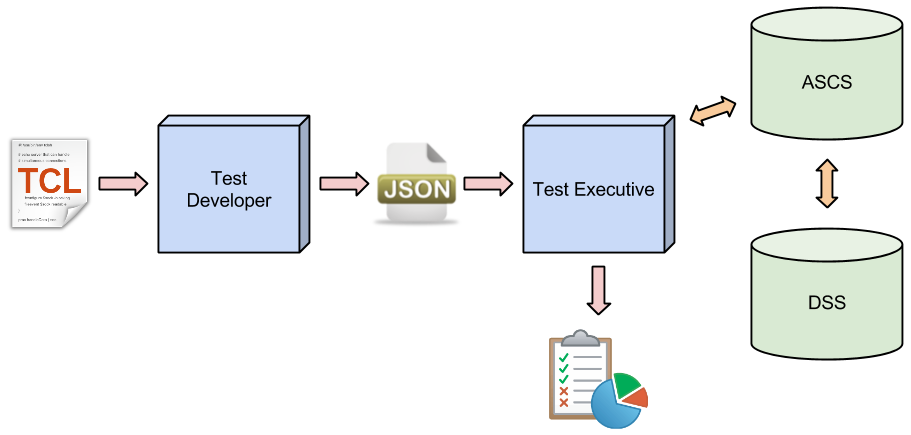 TCL
Test
Developer
JSON
Test Executive
ASCS
DSS